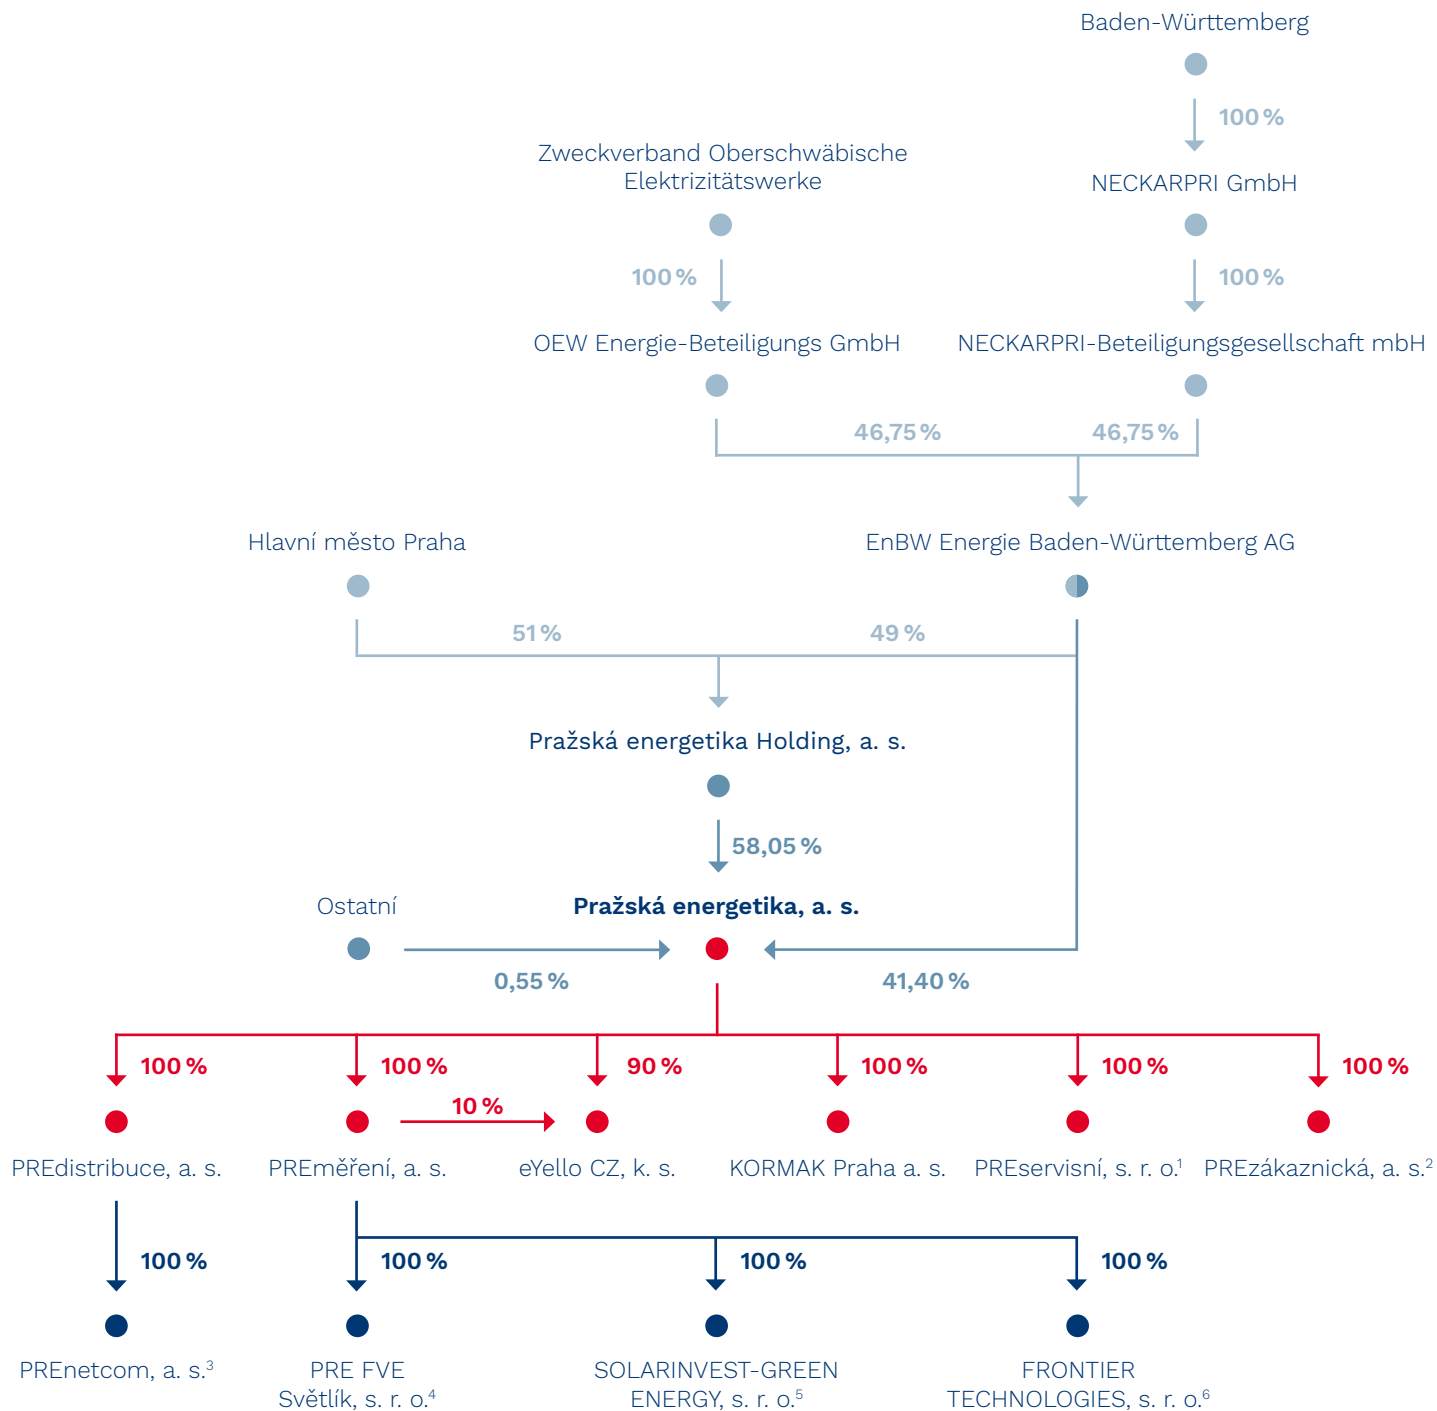 Baden-Württemberg
100 %
Zweckverband Oberschwäbische
Elektrizitätswerke
NECKARPRI GmbH
100 %
100 %
OEW Energie-Beteiligungs GmbH
NECKARPRI-Beteiligungsgesellschaft mbH
46,75 %
46,75 %
Hlavní město Praha
EnBW Energie Baden-Württemberg AG
51 %
49 %
Pražská energetika Holding, a. s.
58,05 %
Ostatní
Pražská energetika, a. s.
0,55 %
41,40 %
100 %
100 %
90 %
100 %
100 %
100 %
10 %
PREdistribuce, a. s.
PREměření, a. s.
eYello CZ, k. s.
KORMAK Praha a. s.
PREservisní, s. r. o.¹
PREzákaznická, a. s.²
100 %
100 %
100 %
100 %
PREnetcom, a. s.³
PRE FVE
Světlík, s. r. o.⁴
SOLARINVEST-GREEN
ENERGY, s. r. o.⁵
FRONTIER
TECHNOLOGIES, s. r. o.⁶